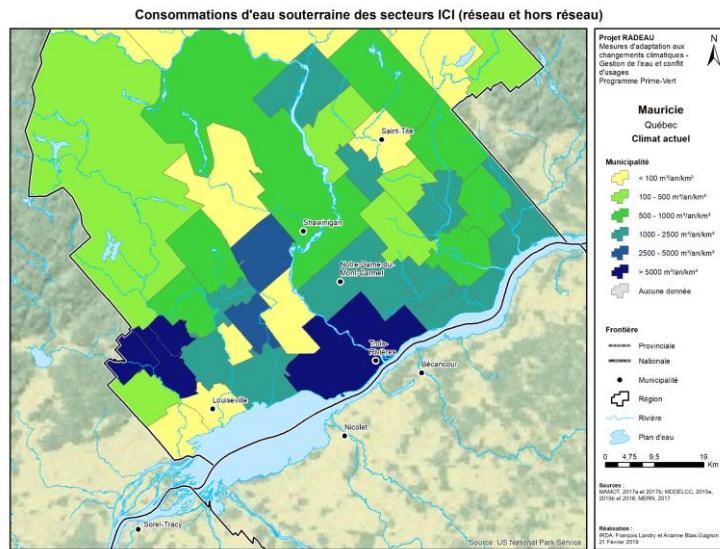 Consommations d'eau souterraine des secteurs ICI (réseau et hors réseau)
Saint-Tite
Shawinigan
Notre-Dame-du-
Mont-Carmel
Trois-
Rivières
Bécancour
Louiseville
Nicolet
Sorel-Tracy
Source: US National Park Service
Projet RADEAU
Mesures d'adaptation aux
changements climatiques -
Gestion de l'eau et conflit
d'usages
Programme Prime-Vert
N
Mauricie
Québec
Climat actuel
Municipalité
< 100 m³/an/km²
100 - 500 m³/an/km²
500 - 1000 m³/an/km²
1000 - 2500 m³/an/km²
2500 - 5000 m³/an/km²
> 5000 m³/an/km²
Aucune donnée
Frontière
Provinciale
Nationale
Municipalité
Région
Rivière
Plan d'eau
0 4,75 9,5 19
Km
Sources :
MAMOT, 2017a et 2017b; MDDELCC, 2015a,
2015b et 2018; MERN, 2017
Réalisation :
IRDA: François Landry et Arianne Blais-Gagnon
21 Février 2019